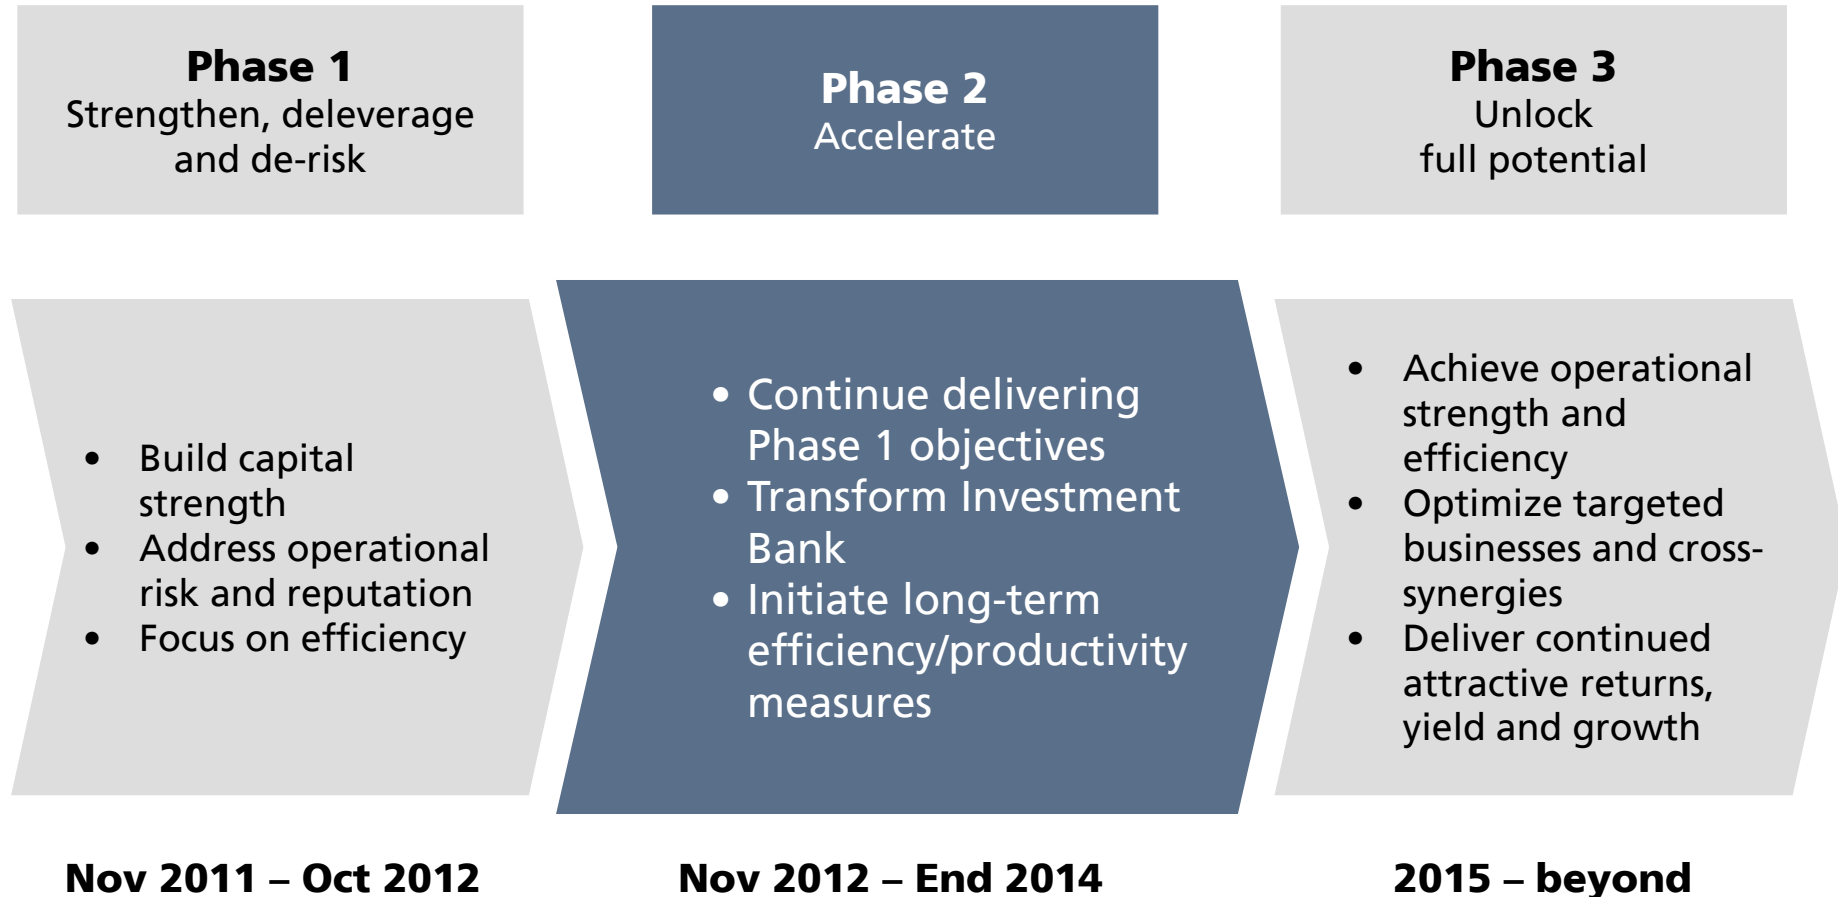 Phase 1
Strengthen, deleverage
and de-risk
Phase 2
Accelerate
Phase 3
Unlock
full potential
• Build capital
strength
• Address operational
risk and reputation
• Focus on efficiency
• Continue delivering
Phase 1 objectives
• Transform Investment
Bank
• Initiate long-term
efficiency/productivity
measures
• Achieve operational
strength and
efficiency
• Optimize targeted
businesses and cross-
synergies
• Deliver continued
attractive returns,
yield and growth
Nov 2011 – Oct 2012
Nov 2012 – End 2014
2015 – beyond